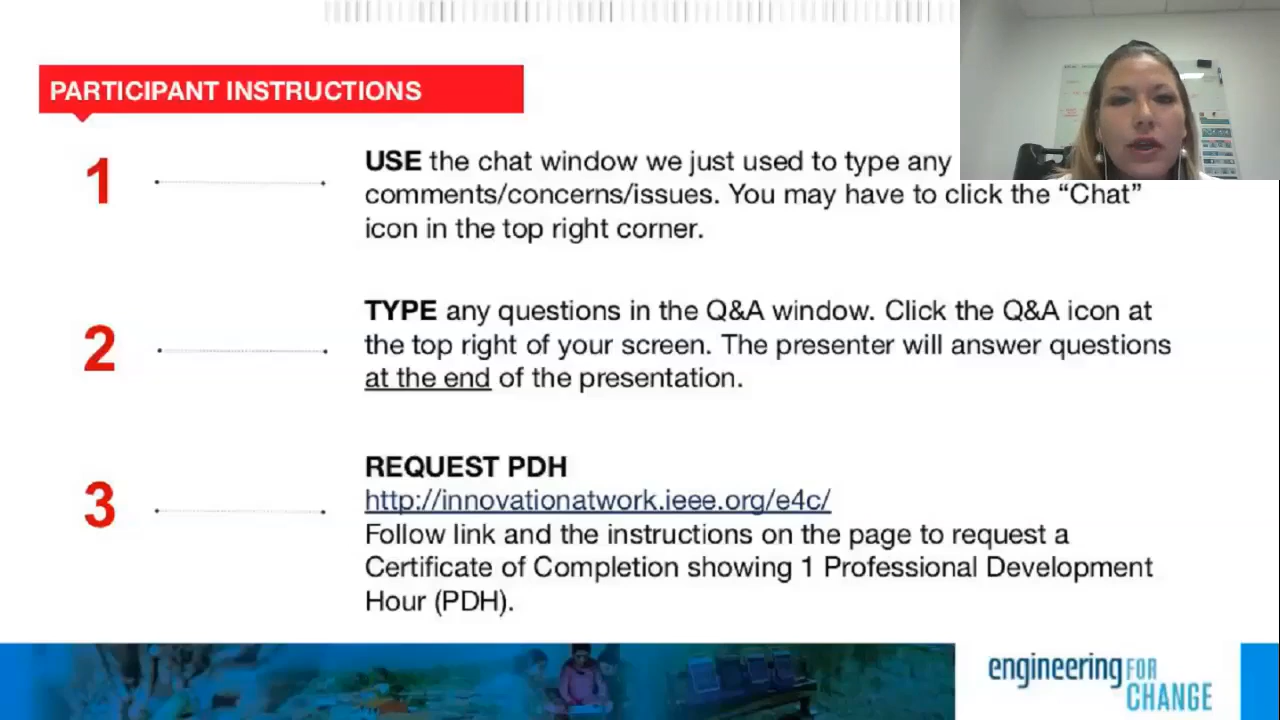 PARTICIPANT INSTRUCTIONS
1
USE the chat window we just used to type any
comments/concerns/issues. You may have to click the “Chat”
icon in the top right corner.
2
TYPE any questions in the Q&A window. Click the Q&A icon at
the top right of your screen. The presenter will answer questions
at the end of the presentation.
3
REQUEST PDH
http://innovationatwork.ieee.org/e4c/
Follow link and the instructions on the page to request a
Certificate of Completion showing 1 Professional Development
Hour (PDH).
engineering FOR
CHANGE